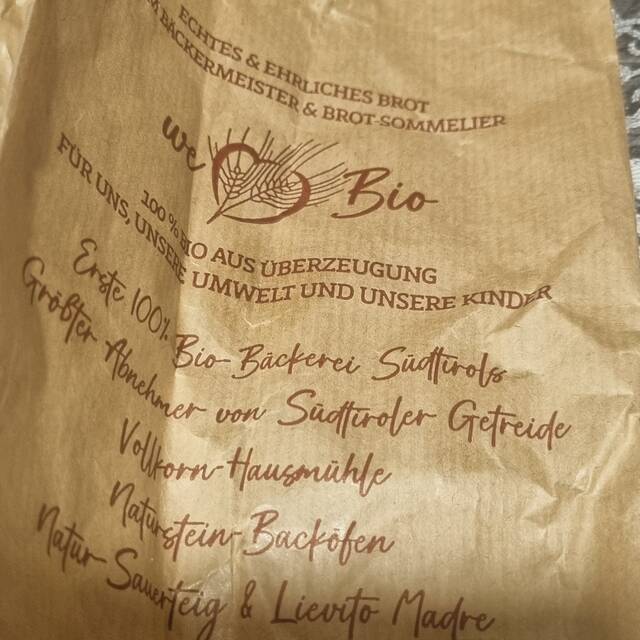 ECHTES & EHRLICHES BROT
BÄCKERMEISTER & BROT-SOMMELIER
we Bio
100 % BIO AUS ÜBERZEUGUNG
FÜR UNS, UNSERE UMWELT UND UNSERE KINDER
Erste 100% Bio-Bäckerei Südtirols
Größter Abnehmer von Südtiroler Getreide
Vollkorn-Hausmühle
Naturstein-Backöfen
Natur-Sauerteig & Lievito Madre